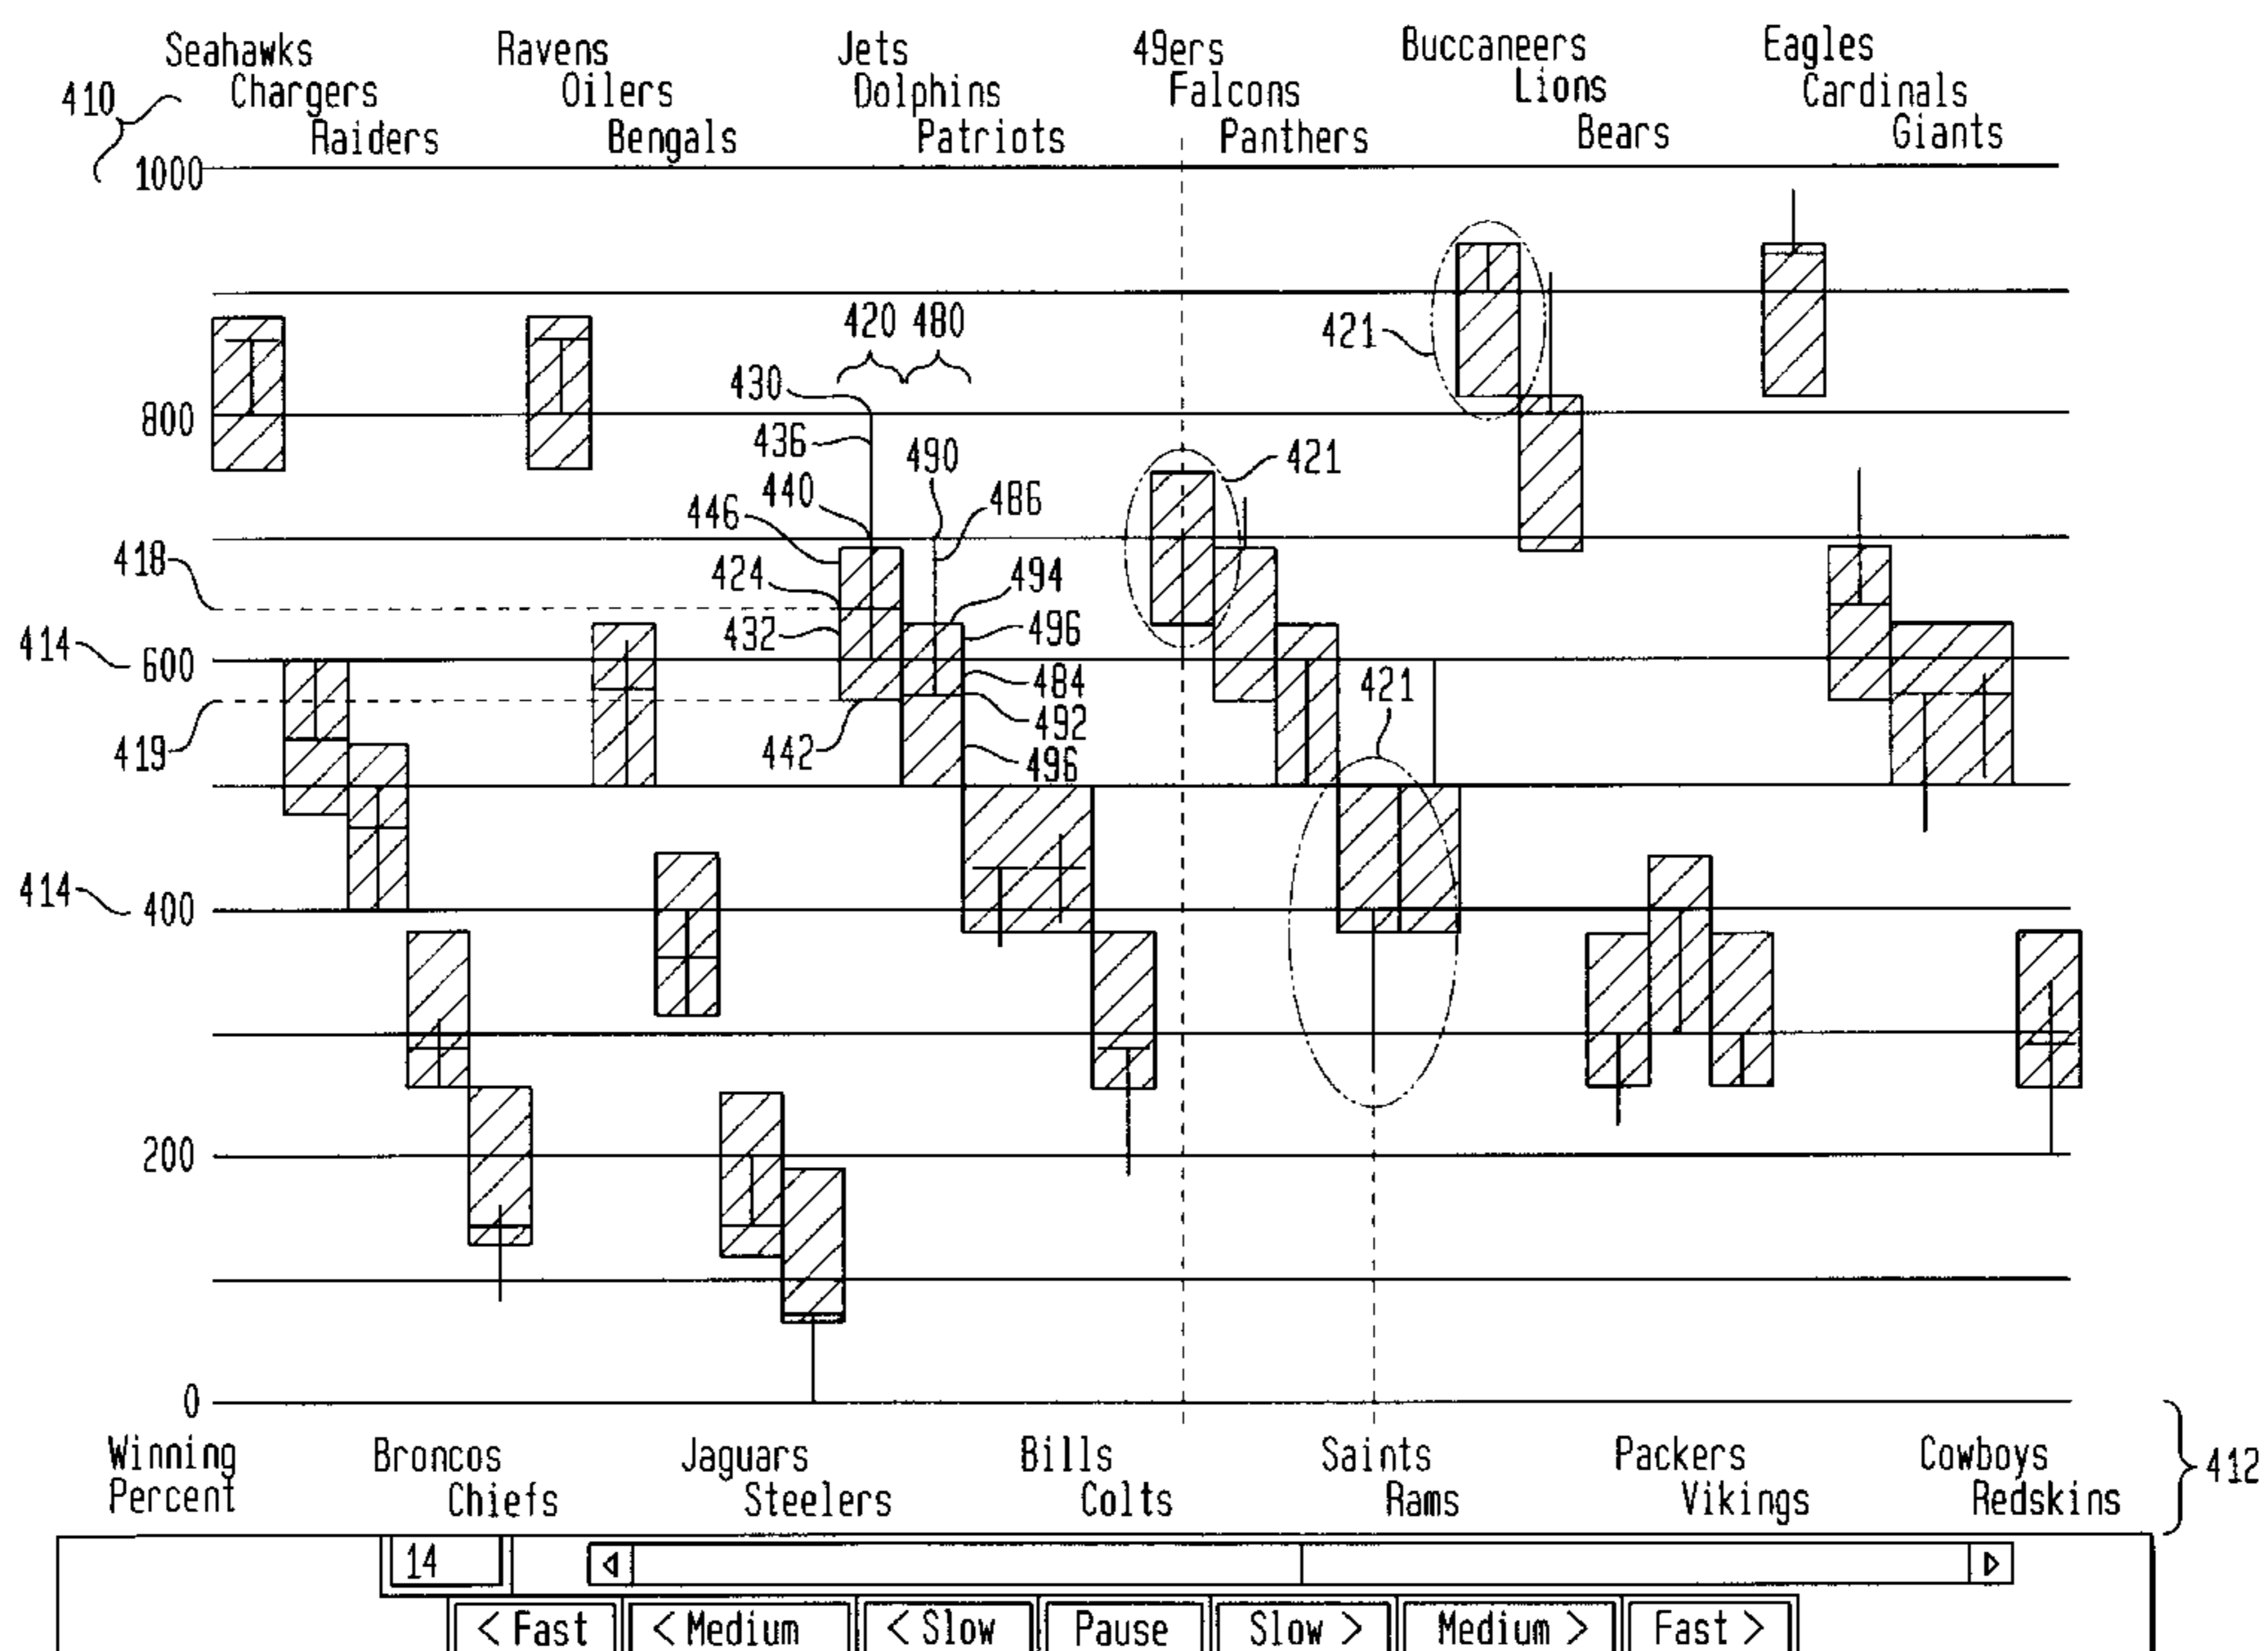 Seahawks Ravens Jets 49ers Buccaneers Eagles
Chargers Oilers Dolphins Falcons Lions Cardinals
410
Raiders Bengals Patriots Panthers Bears Giants
1000
420 480
421
430
800
436 490
421
440 486
446
418 424 494
432 496
414 600
484 421
419 492
442 496
414 400
200
0
Winning Broncos Jaguars Bills Saints Packers Cowboys
412
Percent Chiefs Steelers Colts Rams Vikings Redskins
14
< Fast < Medium < Slow Pause Slow > Medium > Fast >